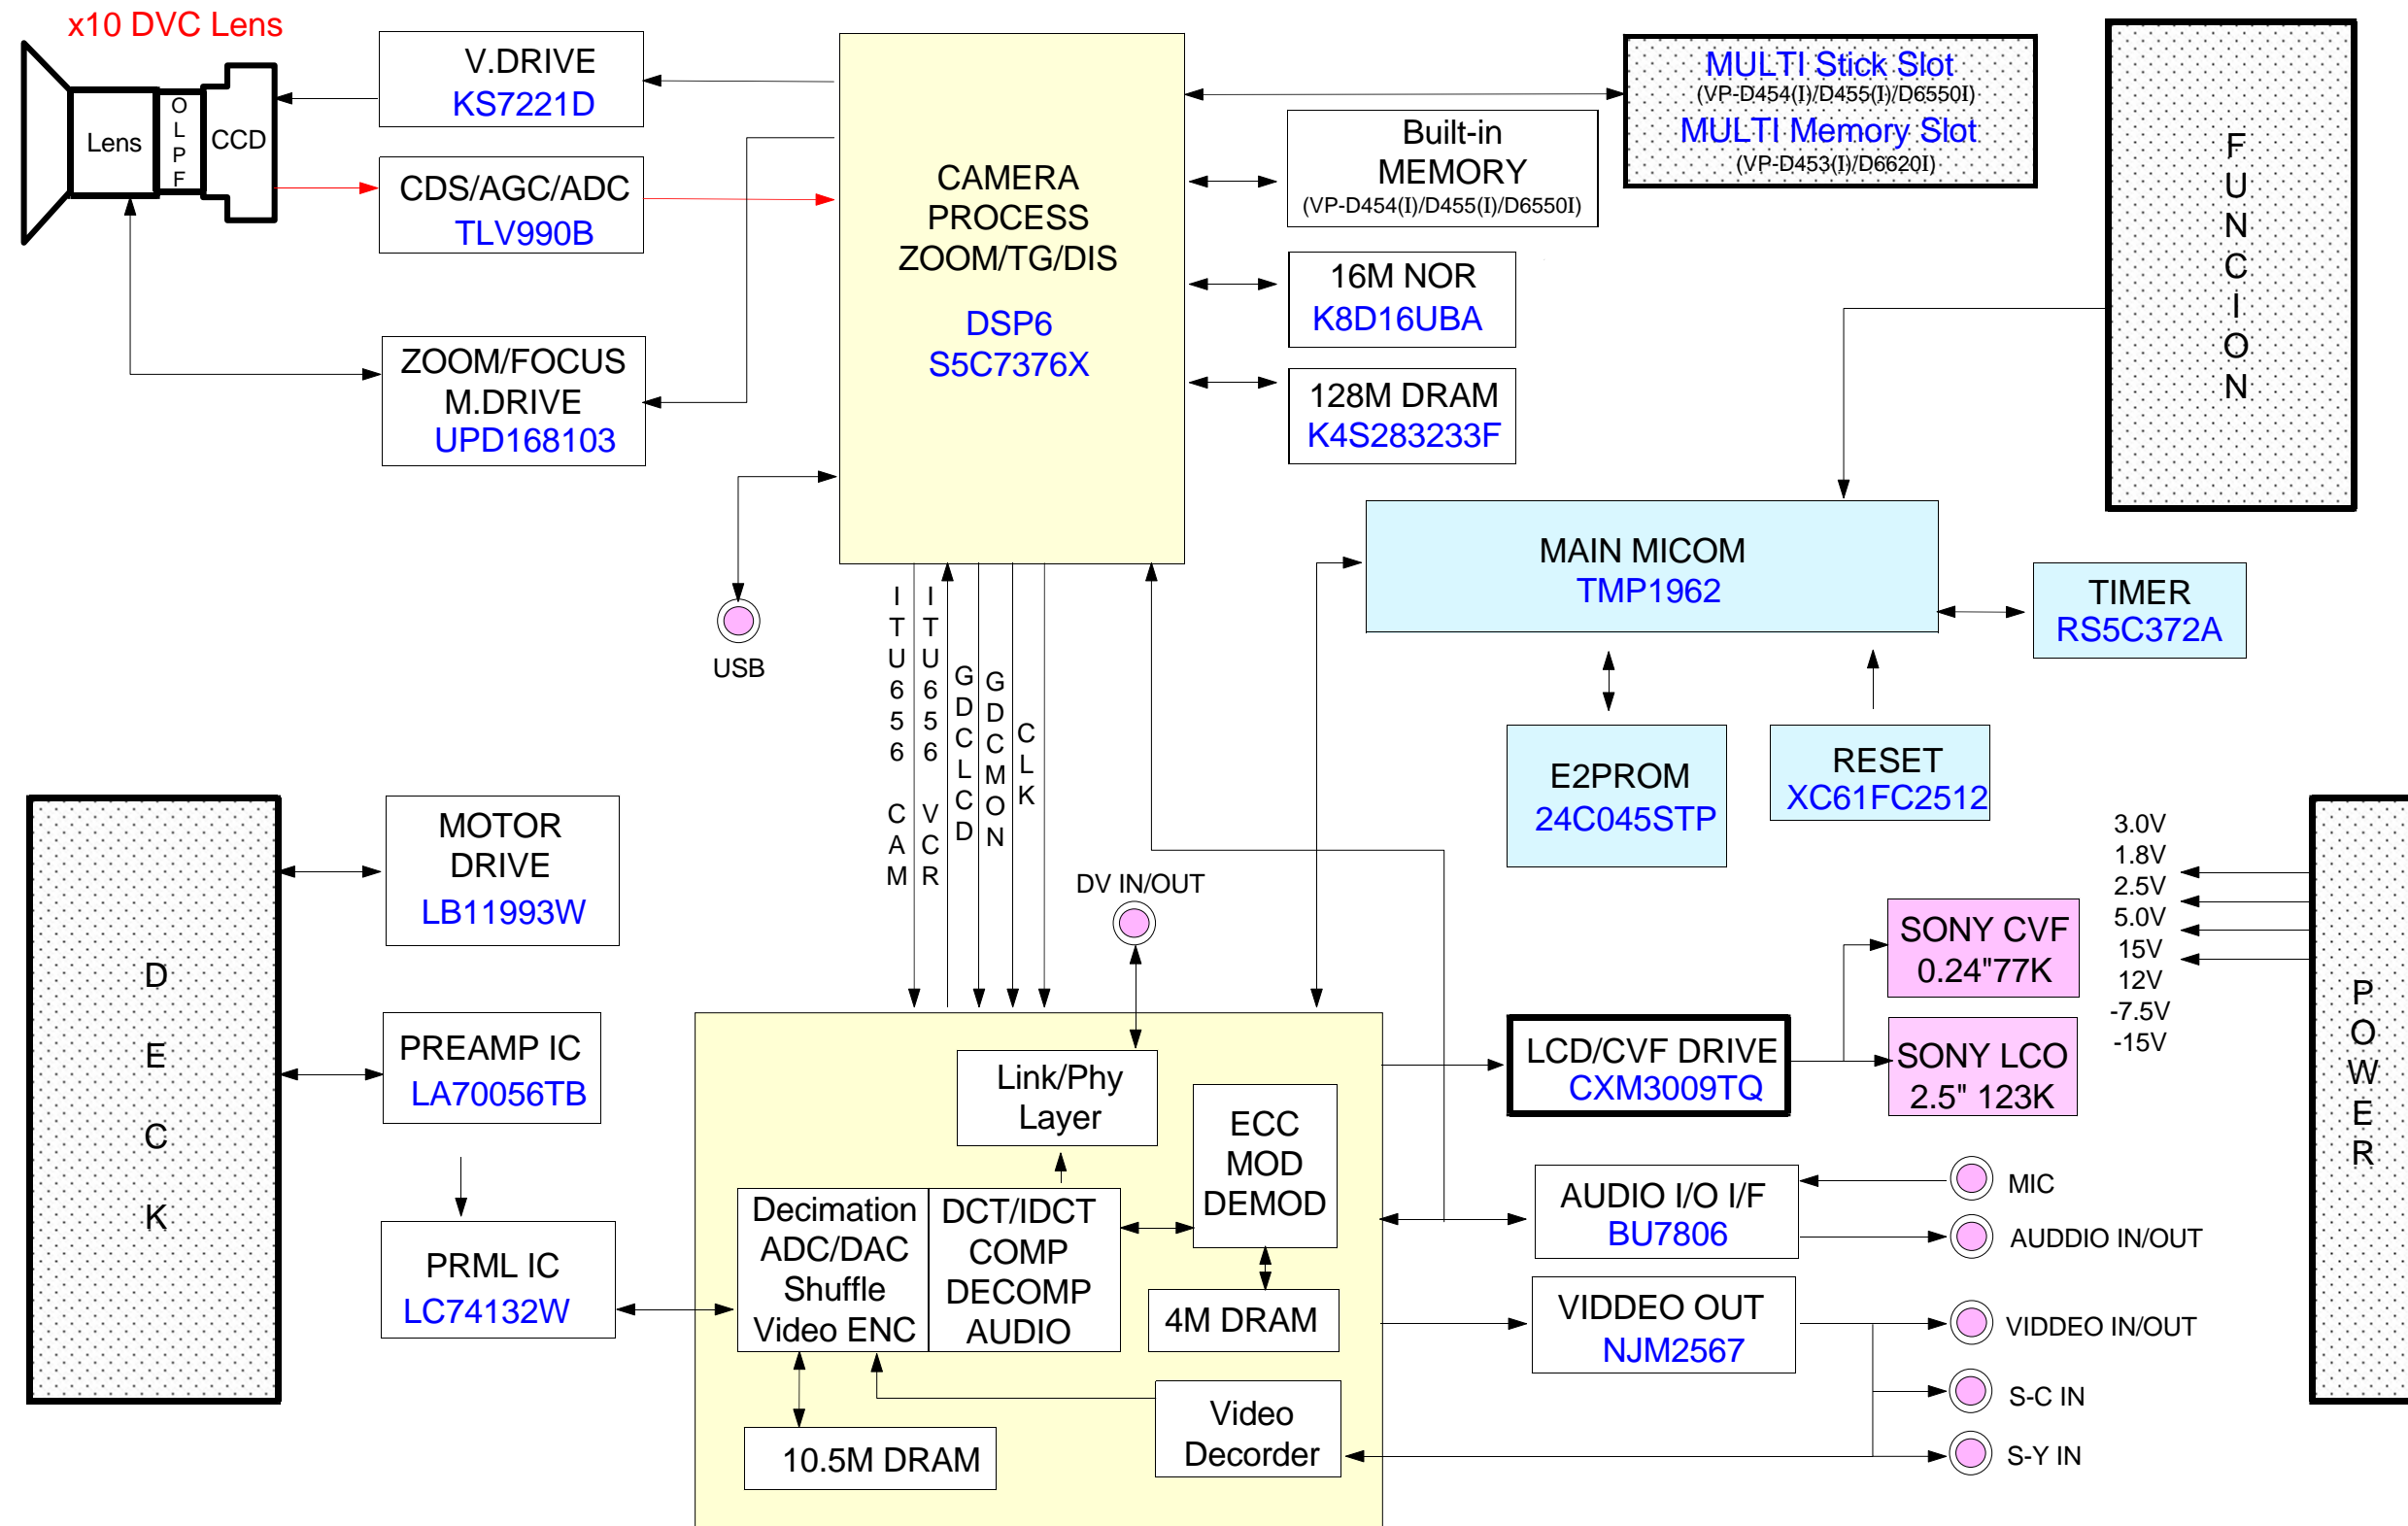 x10 DVC Lens
Lens
OLPF
CCD
V.DRIVE
KS7221D
CDS/AGC/ADC
TLV990B
ZOOM/FOCUS
M.DRIVE
UPD168103
CAMERA
PROCESS
ZOOM/TG/DIS
DSP6
S5C7376X
MULTI Stick Slot
(VP-D454(I)/D455(I)/D6550I)
MULTI Memory Slot
(VP-D453(I)/D6620I)
Built-in
MEMORY
(VP-D454(I)/D455(I)/D6550I)
16M NOR
K8D16UBA
128M DRAM
K4S283233F
FUNCION
MAIN MICOM
TMP1962
TIMER
RS5C372A
E2PROM
24C045STP
RESET
XC61FC2512
USB
ITU656 CAM
ITU656 VCR
GDCLCD
GDCMON
CLK
DV IN/OUT
DECK
MOTOR
DRIVE
LB11993W
PREAMP IC
LA70056TB
PRML IC
LC74132W
Link/Phy
Layer
ECC
MOD
DEMOD
Decimation
ADC/DAC
Shuffle
Video ENC
DCT/IDCT
COMP
DECOMP
AUDIO
4M DRAM
10.5M DRAM
Video
Decorder
LCD/CVF DRIVE
CXM3009TQ
SONY CVF
0.24"77K
SONY LCO
2.5" 123K
AUDIO I/O I/F
BU7806
VIDDEO OUT
NJM2567
MIC
AUDDIO IN/OUT
VIDDEO IN/OUT
S-C IN
S-Y IN
3.0V
1.8V
2.5V
5.0V
15V
12V
-7.5V
-15V
POWER